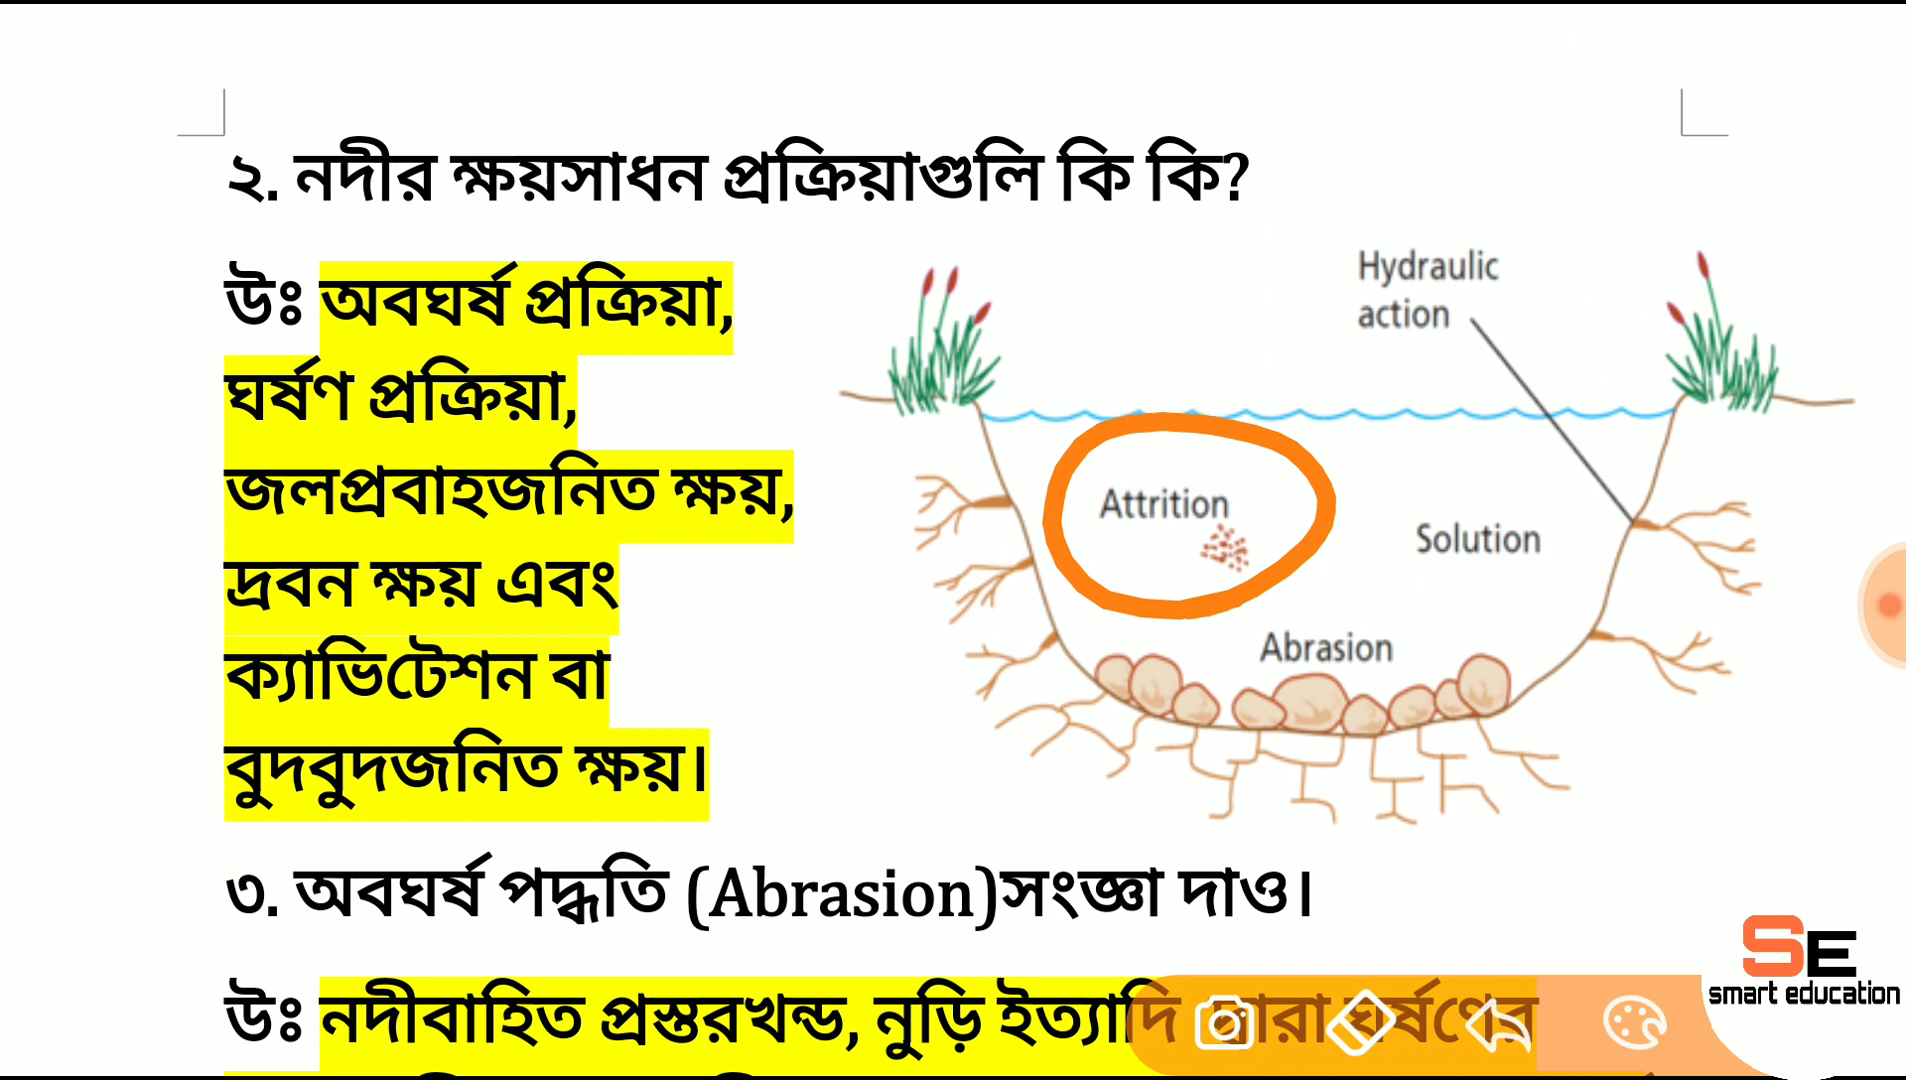 ২. নদীর ক্ষয়সাধন প্রক্রিয়াগুলি কি কি?
উঃ অবঘর্ষ প্রক্রিয়া,
ঘর্ষণ প্রক্রিয়া,
জলপ্রবাহজনিত ক্ষয়,
দ্রবন ক্ষয় এবং
ক্যাভিটেশন বা
বুদবুদজনিত ক্ষয়।
Hydraulic
action
Attrition
Solution
Abrasion
৩. অবঘর্ষ পদ্ধতি (Abrasion)সংজ্ঞা দাও।
উঃ নদীবাহিত প্রস্তরখন্ড, নুড়ি ইত্যাদি দ্বারা ঘর্ষণের
SE
smart education